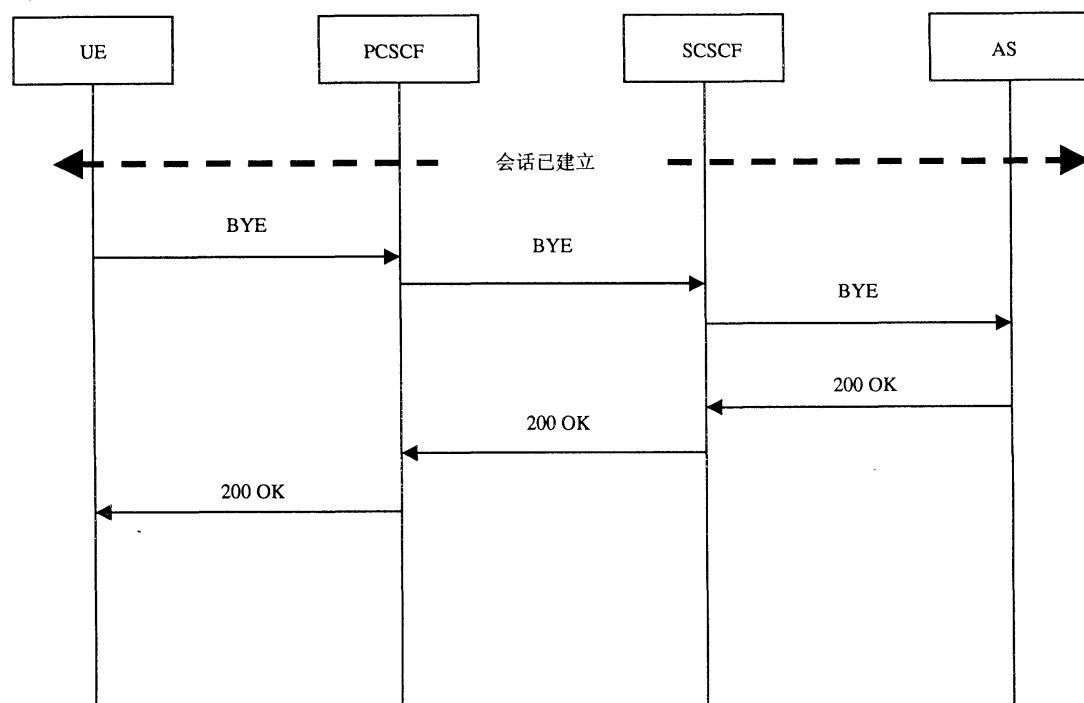 UE
PCSCF
SCSCF
AS
会话已建立
BYE
BYE
BYE
200 OK
200 OK
200 OK